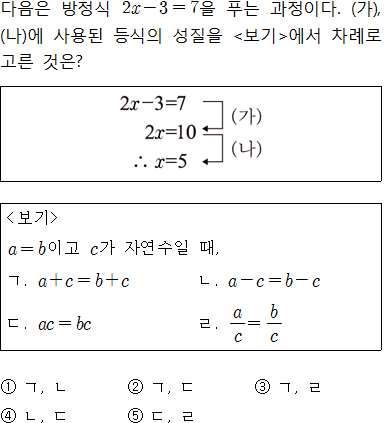 다음은 방정식 2x-3=7을 푸는 과정이다. (가),
(나)에 사용된 등식의 성질을 <보기>에서 차례로
고른 것은?
2x-3=7
(가)
2x=10
(나)
∴ x=5
<보기>
a=b이고 c가 자연수일 때,
ㄱ. a+c=b+c ㄴ. a-c=b-c
ㄷ. ac=bc ㄹ. a/c = b/c
① ㄱ, ㄴ ② ㄱ, ㄷ ③ ㄱ, ㄹ
④ ㄴ, ㄷ ⑤ ㄷ, ㄹ